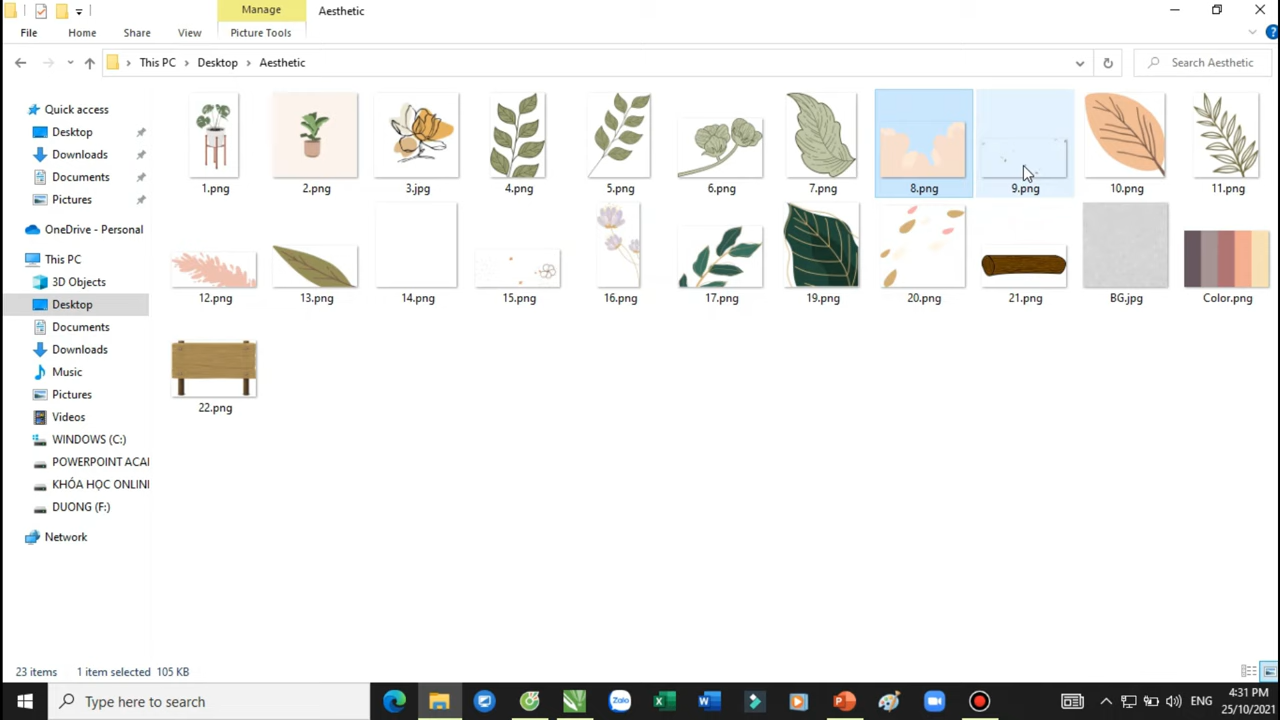 Manage
Aesthetic
File
Home
Share
View
Picture Tools
This PC
Desktop
Aesthetic
Search Aesthetic
Quick access
Desktop
Downloads
Documents
Pictures
OneDrive - Personal
This PC
3D Objects
Desktop
Documents
Downloads
Music
Pictures
Videos
WINDOWS (C:)
POWERPOINT ACAI
KHÓA HỌC ONLINI
DUONG (F:)
Network
1.png
2.png
3.jpg
4.png
5.png
6.png
7.png
8.png
9.png
10.png
11.png
12.png
13.png
14.png
15.png
16.png
17.png
19.png
20.png
21.png
BG.jpg
Color.png
22.png
23 items
1 item selected 105 KB
Type here to search
Zalo
ENG
4:31 PM
25/10/2021